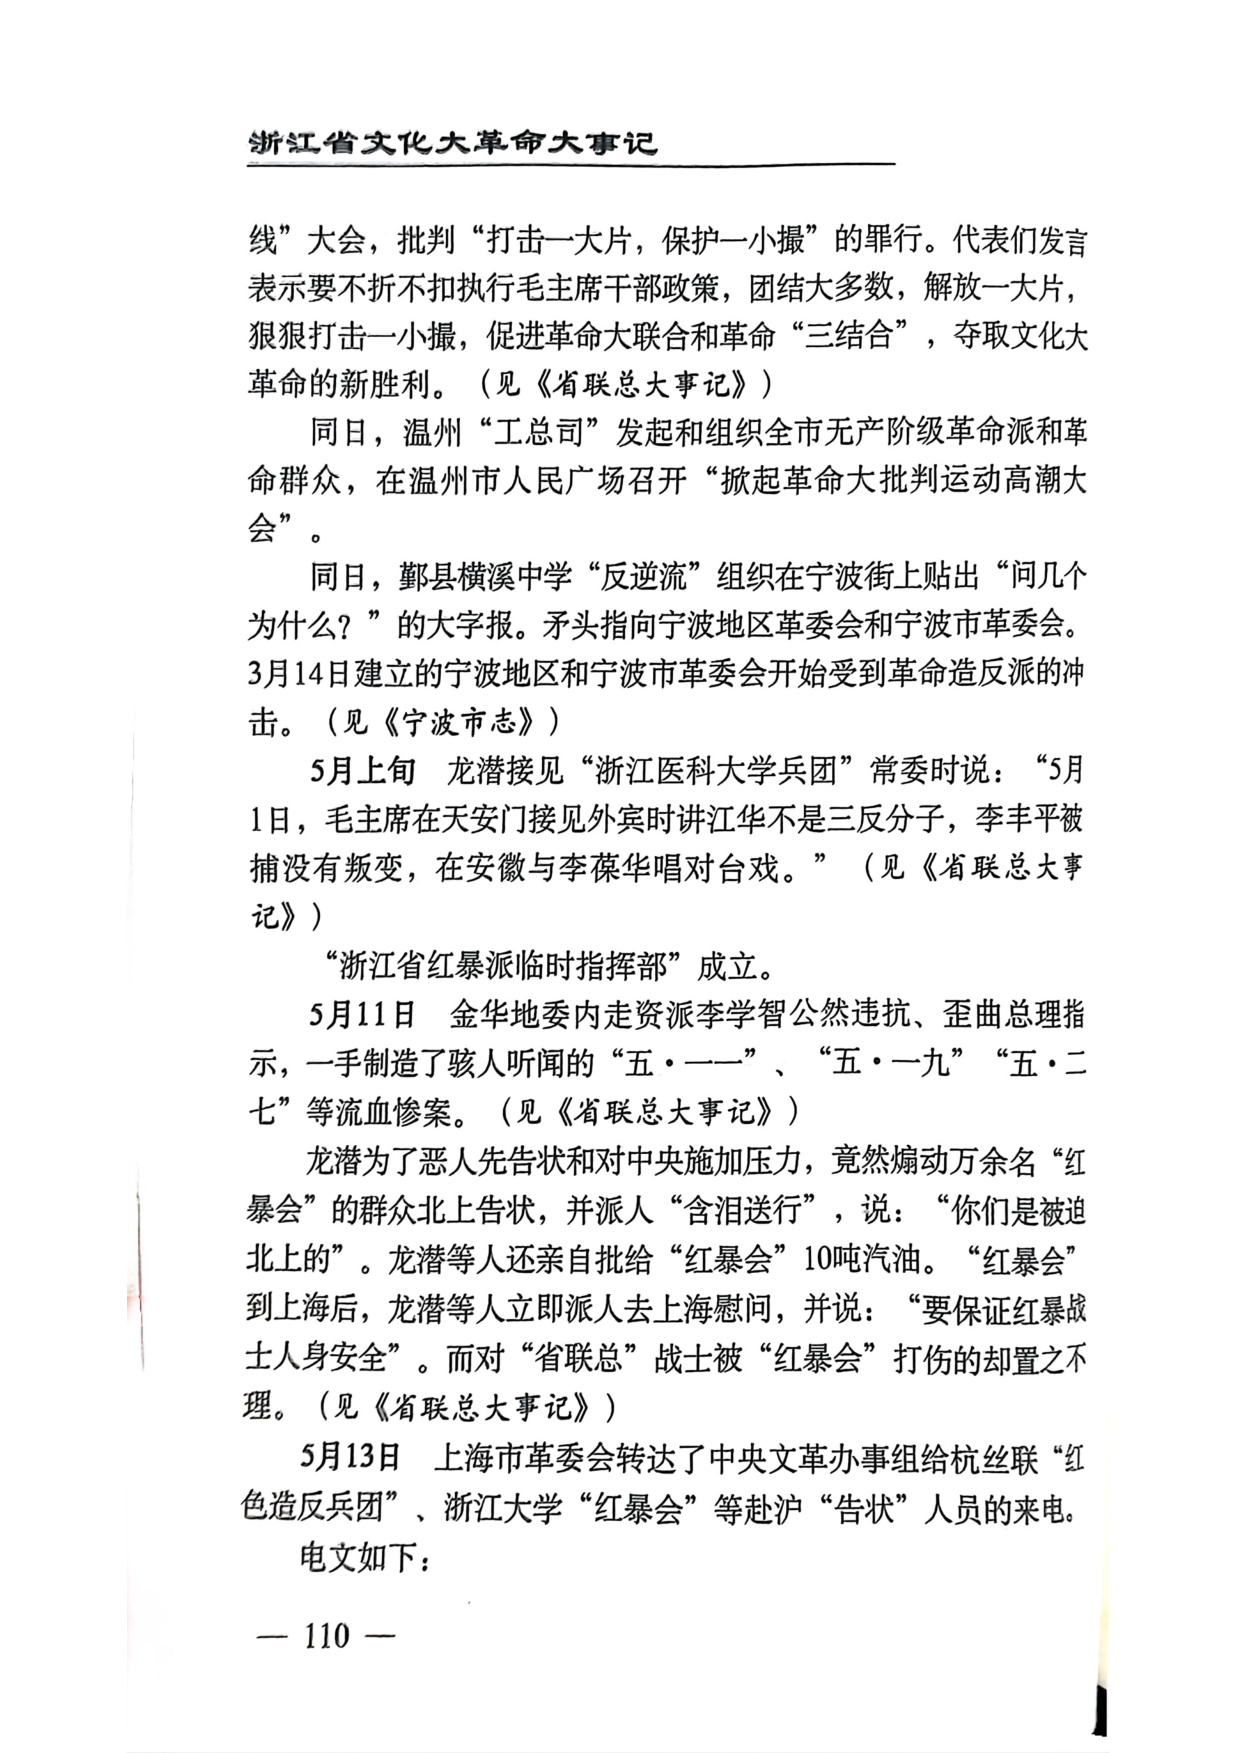 浙江省文化大革命大事记
线”大会，批判“打击一大片，保护一小撮”的罪行。代表们发言
表示要不折不扣执行毛主席干部政策，团结大多数，解放一大片，
狠狠打击一小撮，促进革命大联合和革命“三结合”，夺取文化大
革命的新胜利。（见《省联总大事记》）
同日，温州“工总司”发起和组织全市无产阶级革命派和革
命群众，在温州市人民广场召开“掀起革命大批判运动高潮大
会”。
同日，鄞县横溪中学“反逆流”组织在宁波街上贴出“问几个
为什么？”的大字报。矛头指向宁波地区革委会和宁波市革委会。
3月14日建立的宁波地区和宁波市革委会开始受到革命造反派的冲
击。（见《宁波市志》）
5月上旬　龙潜接见“浙江医科大学兵团”常委时说：“5月
1日，毛主席在天安门接见外宾时讲江华不是三反分子，李丰平被
捕没有叛变，在安徽与李葆华唱对台戏。”（见《省联总大事
记》）
“浙江省红暴派临时指挥部”成立。
5月11日　金华地委内走资派李学智公然违抗、歪曲总理指
示，一手制造了骇人听闻的“五·一一”、“五·一九”“五·二
七”等流血惨案。（见《省联总大事记》）
龙潜为了恶人先告状和对中央施加压力，竟然煽动万余名“红
暴会”的群众北上告状，并派人“含泪送行”，说：“你们是被迫
北上的”。龙潜等人还亲自批给“红暴会”10吨汽油。“红暴会”
到上海后，龙潜等人立即派人去上海慰问，并说：“要保证红暴战
士人身安全”。而对“省联总”战士被“红暴会”打伤的却置之不
理。（见《省联总大事记》）
5月13日　上海市革委会转达了中央文革办事组给杭丝联“红
色造反兵团”、浙江大学“红暴会”等赴沪“告状”人员的来电。
电文如下：
— 110 —